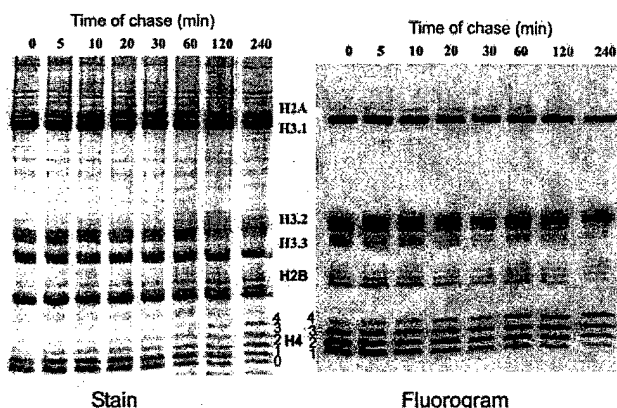 Time of chase (min)
0 5 10 20 30 60 120 240
H2A
H3.1
H3.2
H3.3
H2B
4
3
2
1
0
H4
Stain
Time of chase (min)
0 5 10 20 30 60 120 240
4
3
2
1
Fluorogram